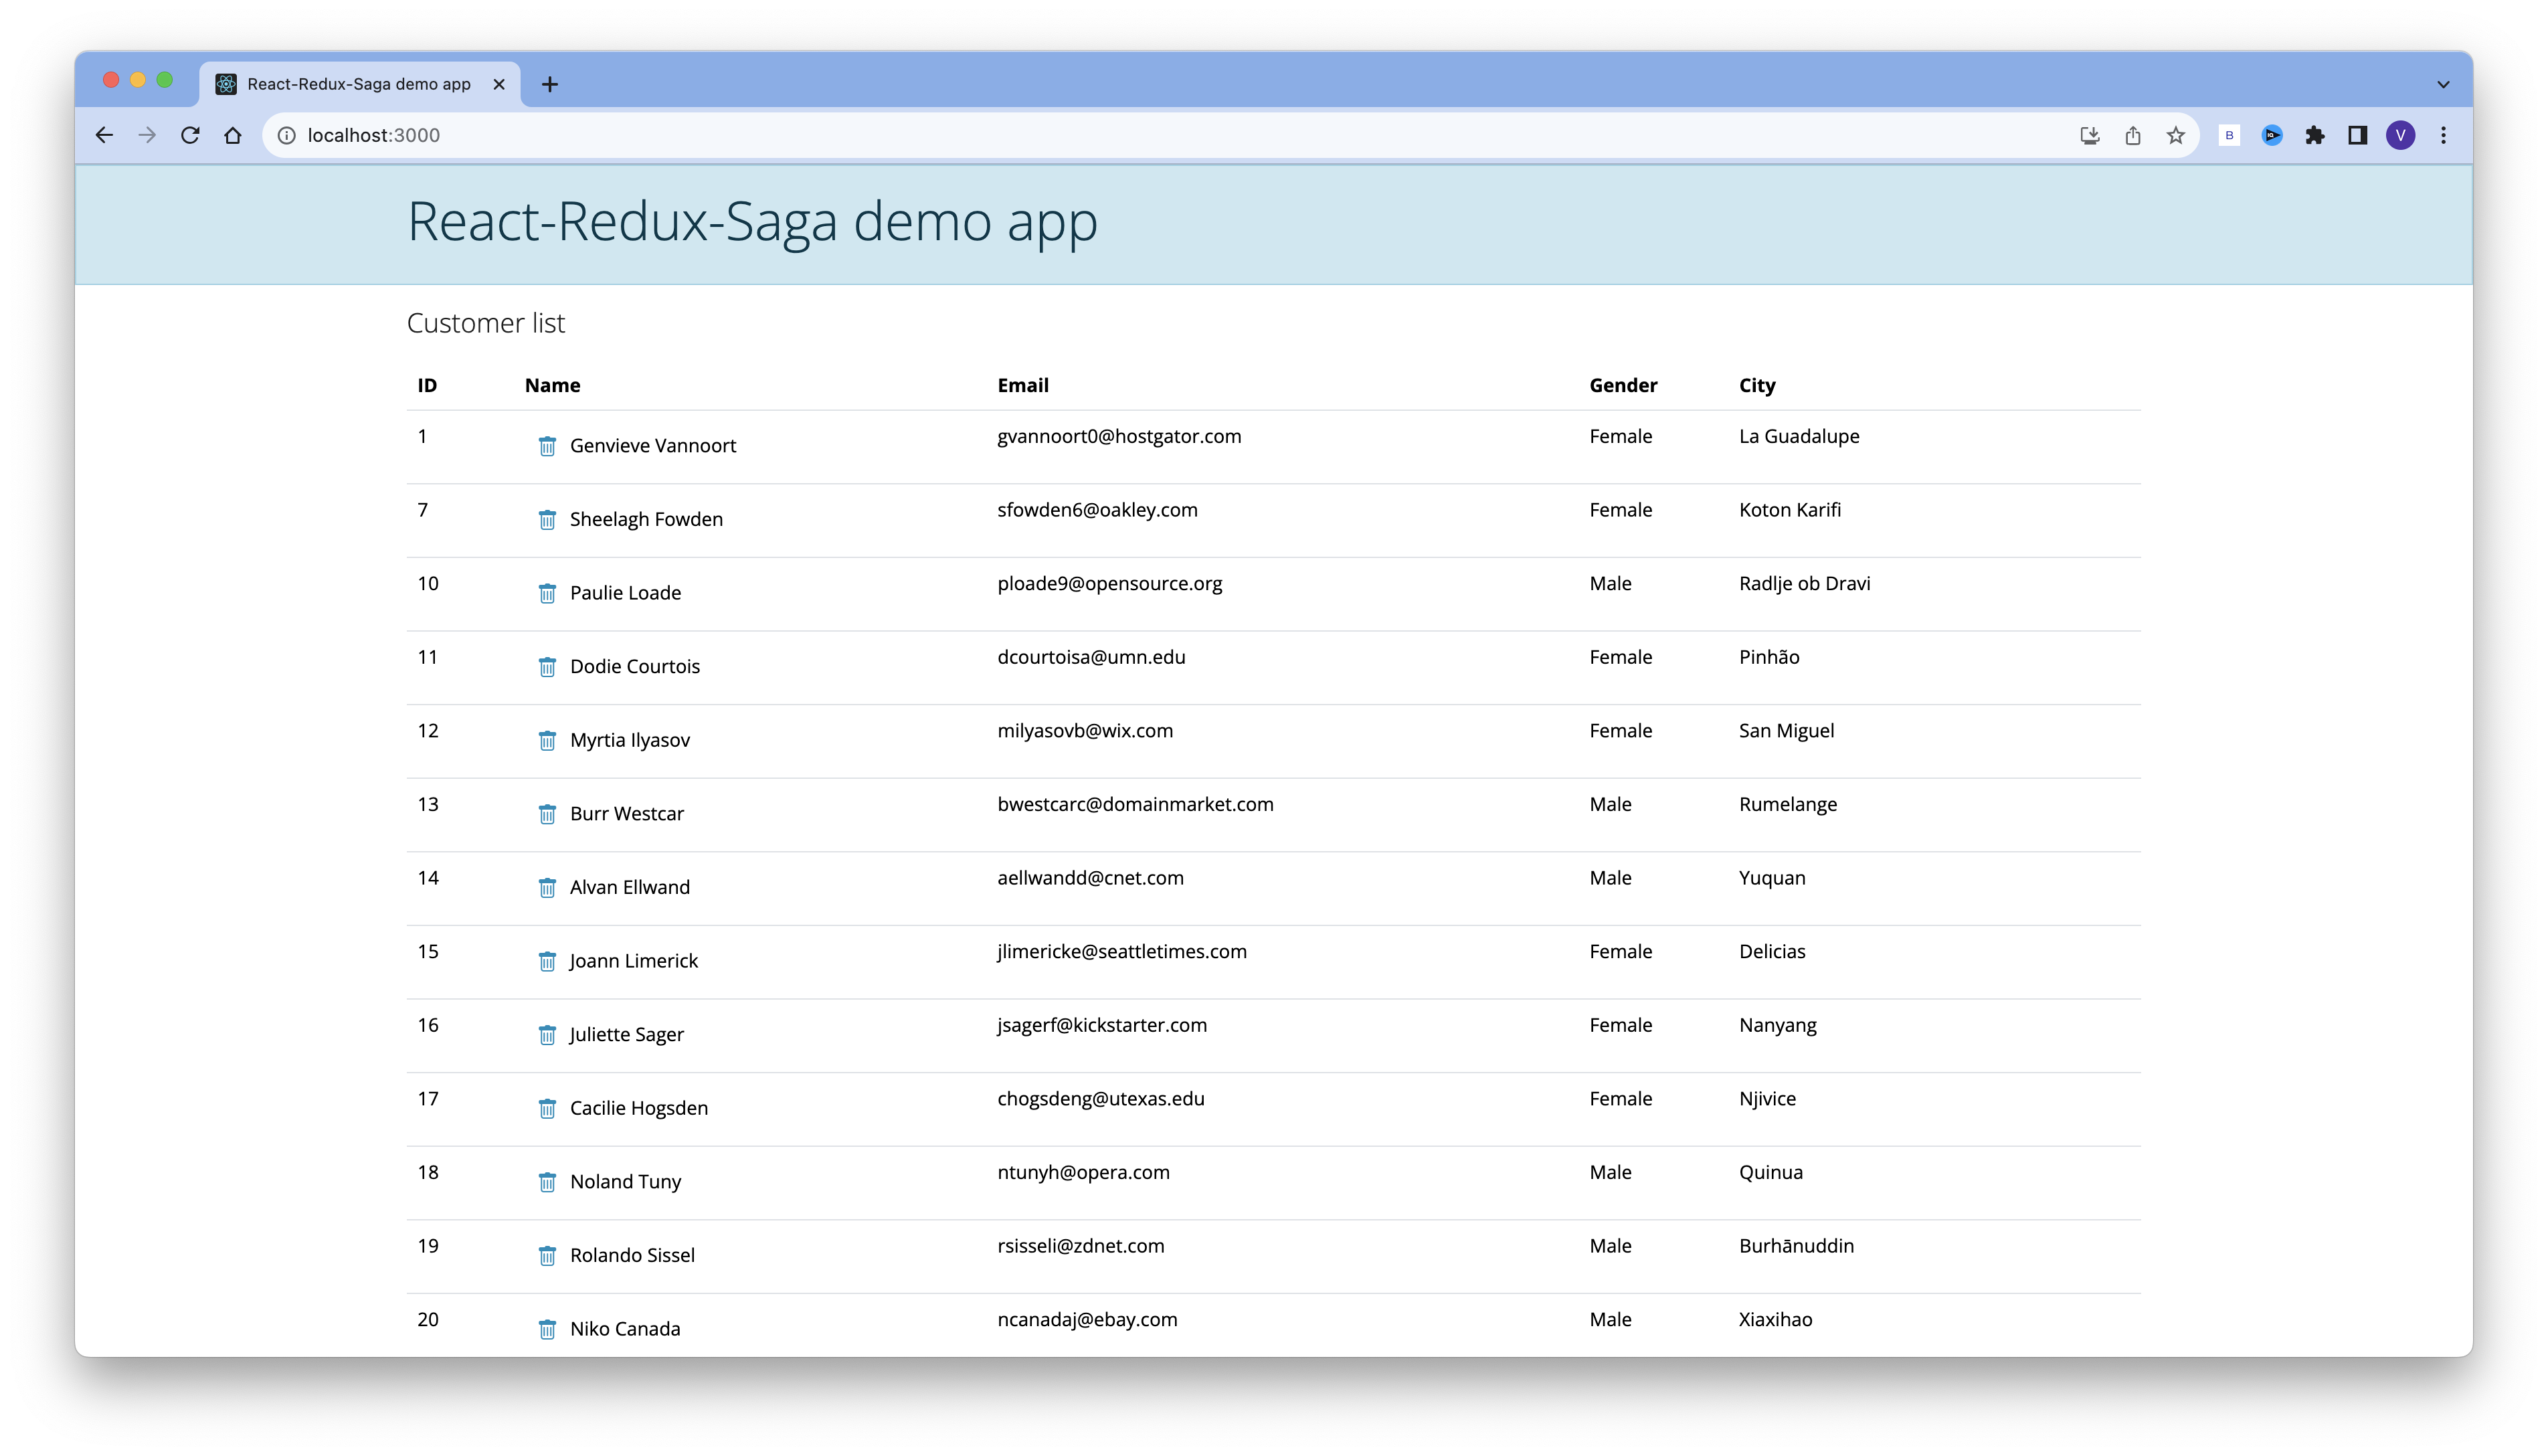 React-Redux-Saga demo app
localhost:3000
B
V
React-Redux-Saga demo app
Customer list
ID Name Email Gender City
1 Genvieve Vannoort gvannoort0@hostgator.com Female La Guadalupe
7 Sheelagh Fowden sfowden6@oakley.com Female Koton Karifi
10 Paulie Loade ploade9@opensource.org Male Radlje ob Dravi
11 Dodie Courtois dcourtoisa@umn.edu Female Pinhão
12 Myrtia Ilyasov milyasovb@wix.com Female San Miguel
13 Burr Westcar bwestcarc@domainmarket.com Male Rumelange
14 Alvan Ellwand aellwandd@cnet.com Male Yuquan
15 Joann Limerick jlimericke@seattletimes.com Female Delicias
16 Juliette Sager jsagerf@kickstarter.com Female Nanyang
17 Cacilie Hogsden chogsdeng@utexas.edu Female Njivice
18 Noland Tuny ntunyh@opera.com Male Quinua
19 Rolando Sissel rsisseli@zdnet.com Male Burhānuddin
20 Niko Canada ncanadaj@ebay.com Male Xiaxihao